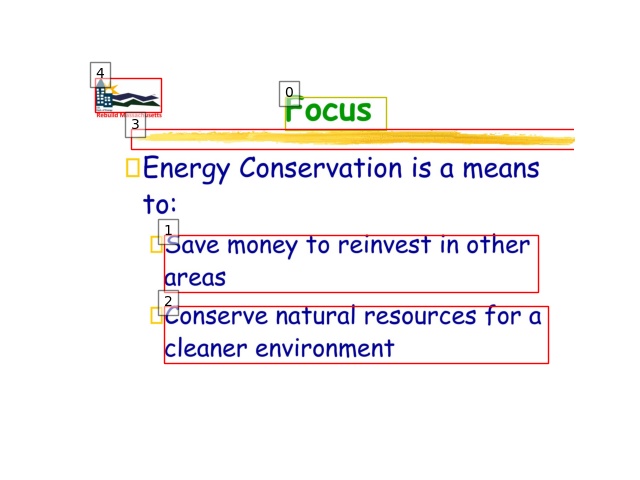 4
Rebuild Massachusetts
3
0
Focus
Energy Conservation is a means
to:
1
Save money to reinvest in other
areas
2
Conserve natural resources for a
cleaner environment